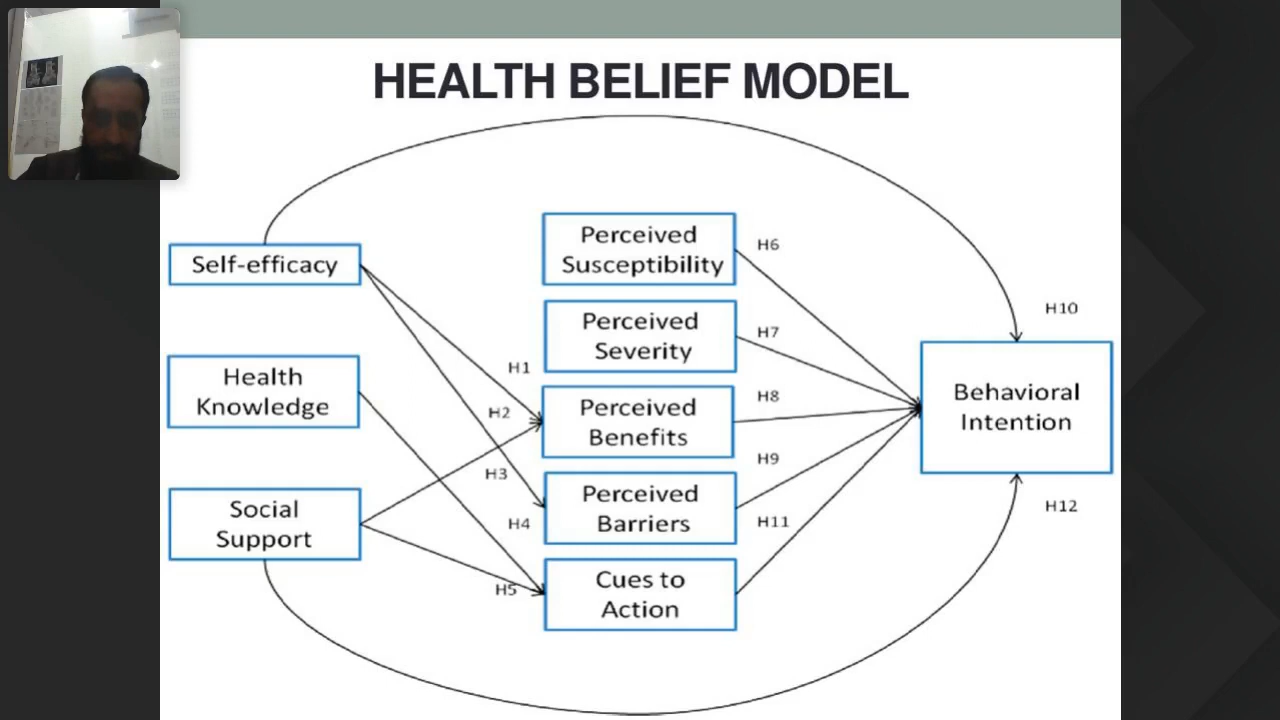 HEALTH BELIEF MODEL
Self-efficacy
Health
Knowledge
Social
Support
H1
H2
H3
H4
H5
Perceived
Susceptibility
Perceived
Severity
Perceived
Benefits
Perceived
Barriers
Cues to
Action
H6
H7
H8
H9
H11
H10
Behavioral
Intention
H12